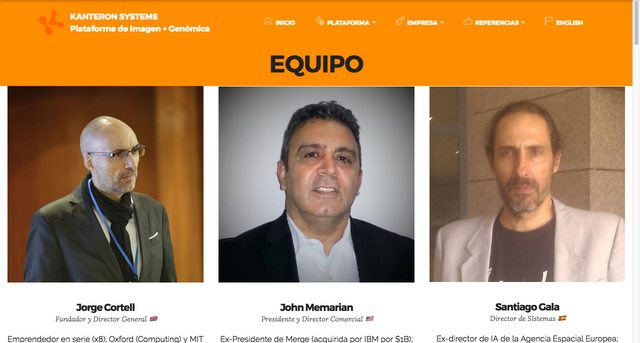 KANTERON SYSTEMS
Plataforma de Imagen + Genómica
INICIO
PLATAFORMA
EMPRESA
REFERENCIAS
ENGLISH
EQUIPO
Jorge Cortell
Fundador y Director General
Emprendedor en serie (x8); Oxford (Computing) y MIT
John Memarian
Presidente y Director Comercial
Ex-Presidente de Merge (acquirida por IBM por $1B);
Santiago Gala
Director de SIstemas
Ex-director de IA de la Agencia Espacial Europea;